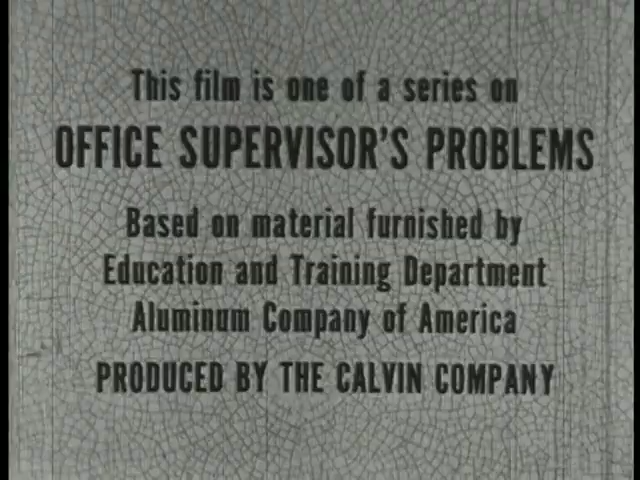 This film is one of a series on
OFFICE SUPERVISOR'S PROBLEMS
Based on material furnished by
Education and Training Department
Aluminum Company of America
PRODUCED BY THE CALVIN COMPANY